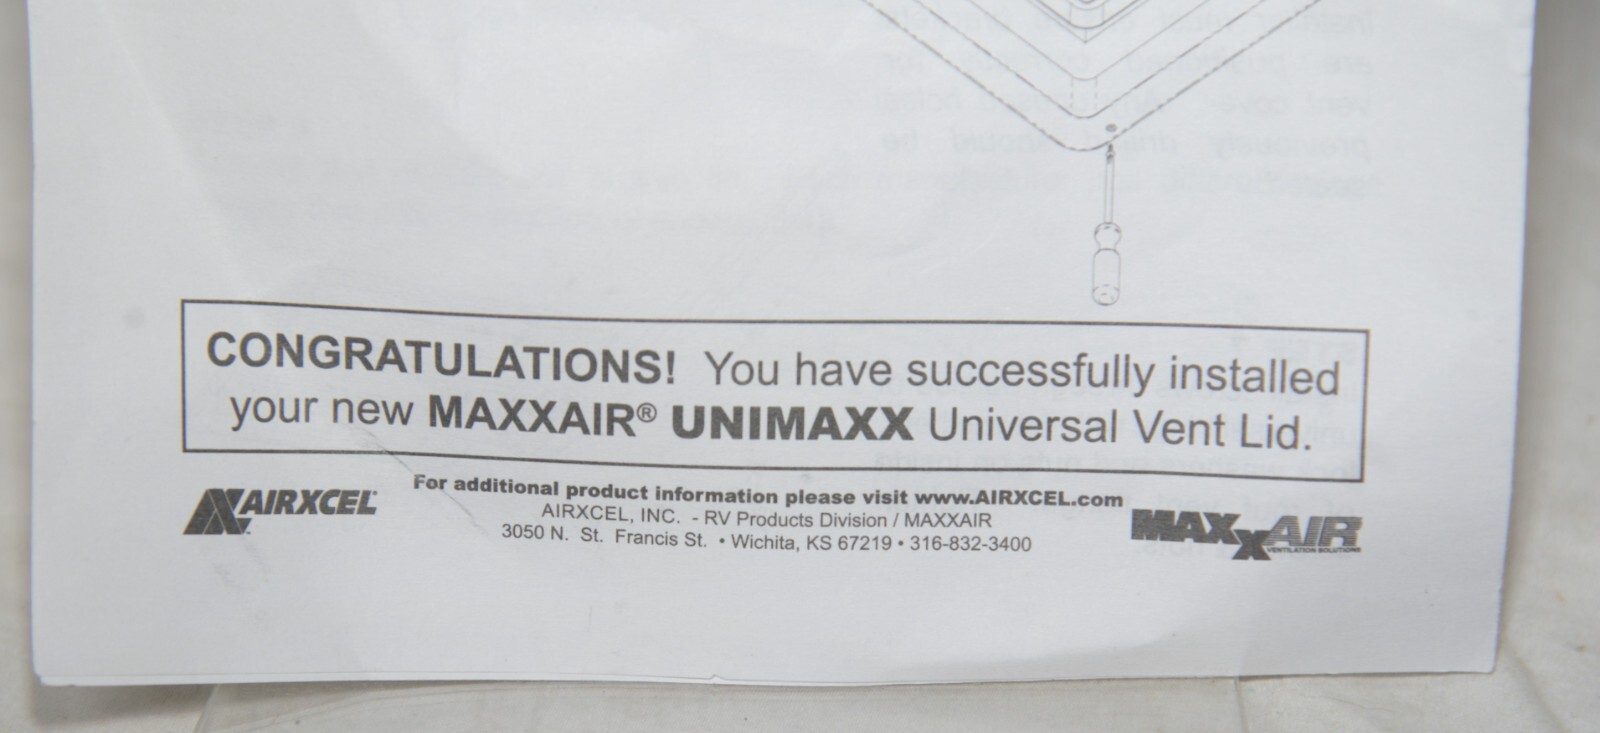 CONGRATULATIONS! You have successfully installed
your new MAXXAIR® UNIMAXX Universal Vent Lid.
For additional product information please visit www.AIRXCEL.com
AIRXCEL, INC. - RV Products Division / MAXXAIR
3050 N. St. Francis St. • Wichita, KS 67219 • 316-832-3400
AIRXCEL
MAXXAIR
VENTILATION SOLUTIONS